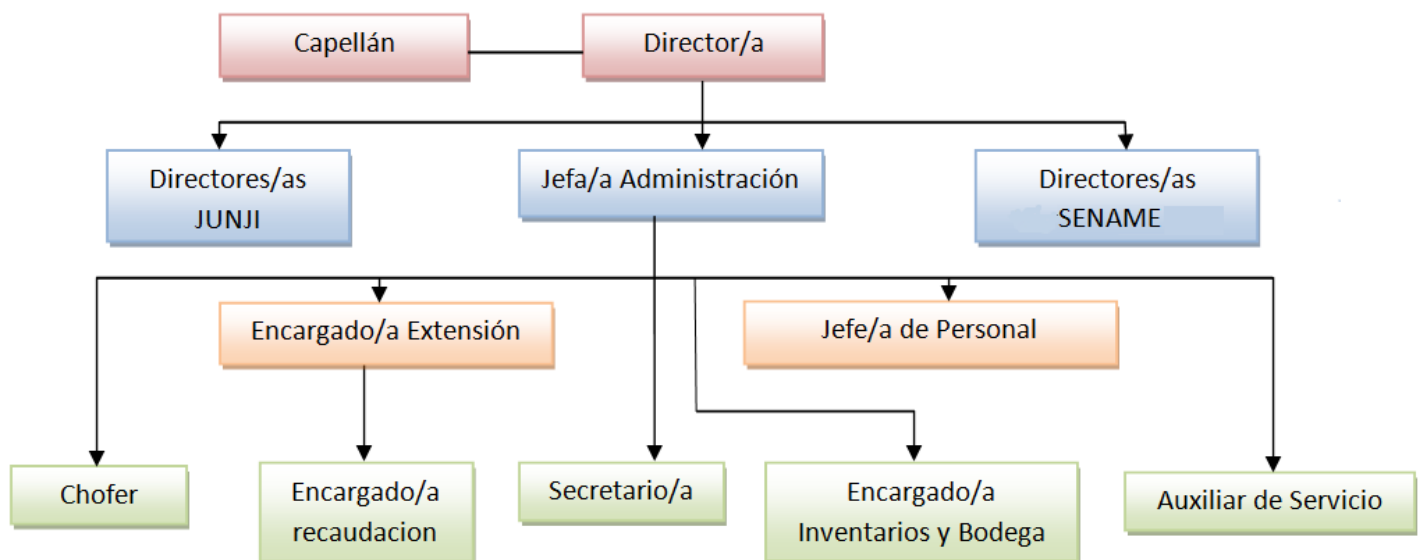 Capellán
Director/a
Directores/as
JUNJI
Jefa/a Administración
Directores/as
SENAME
Encargado/a Extensión
Jefe/a de Personal
Chofer
Encargado/a
recaudacion
Secretario/a
Encargado/a
Inventarios y Bodega
Auxiliar de Servicio